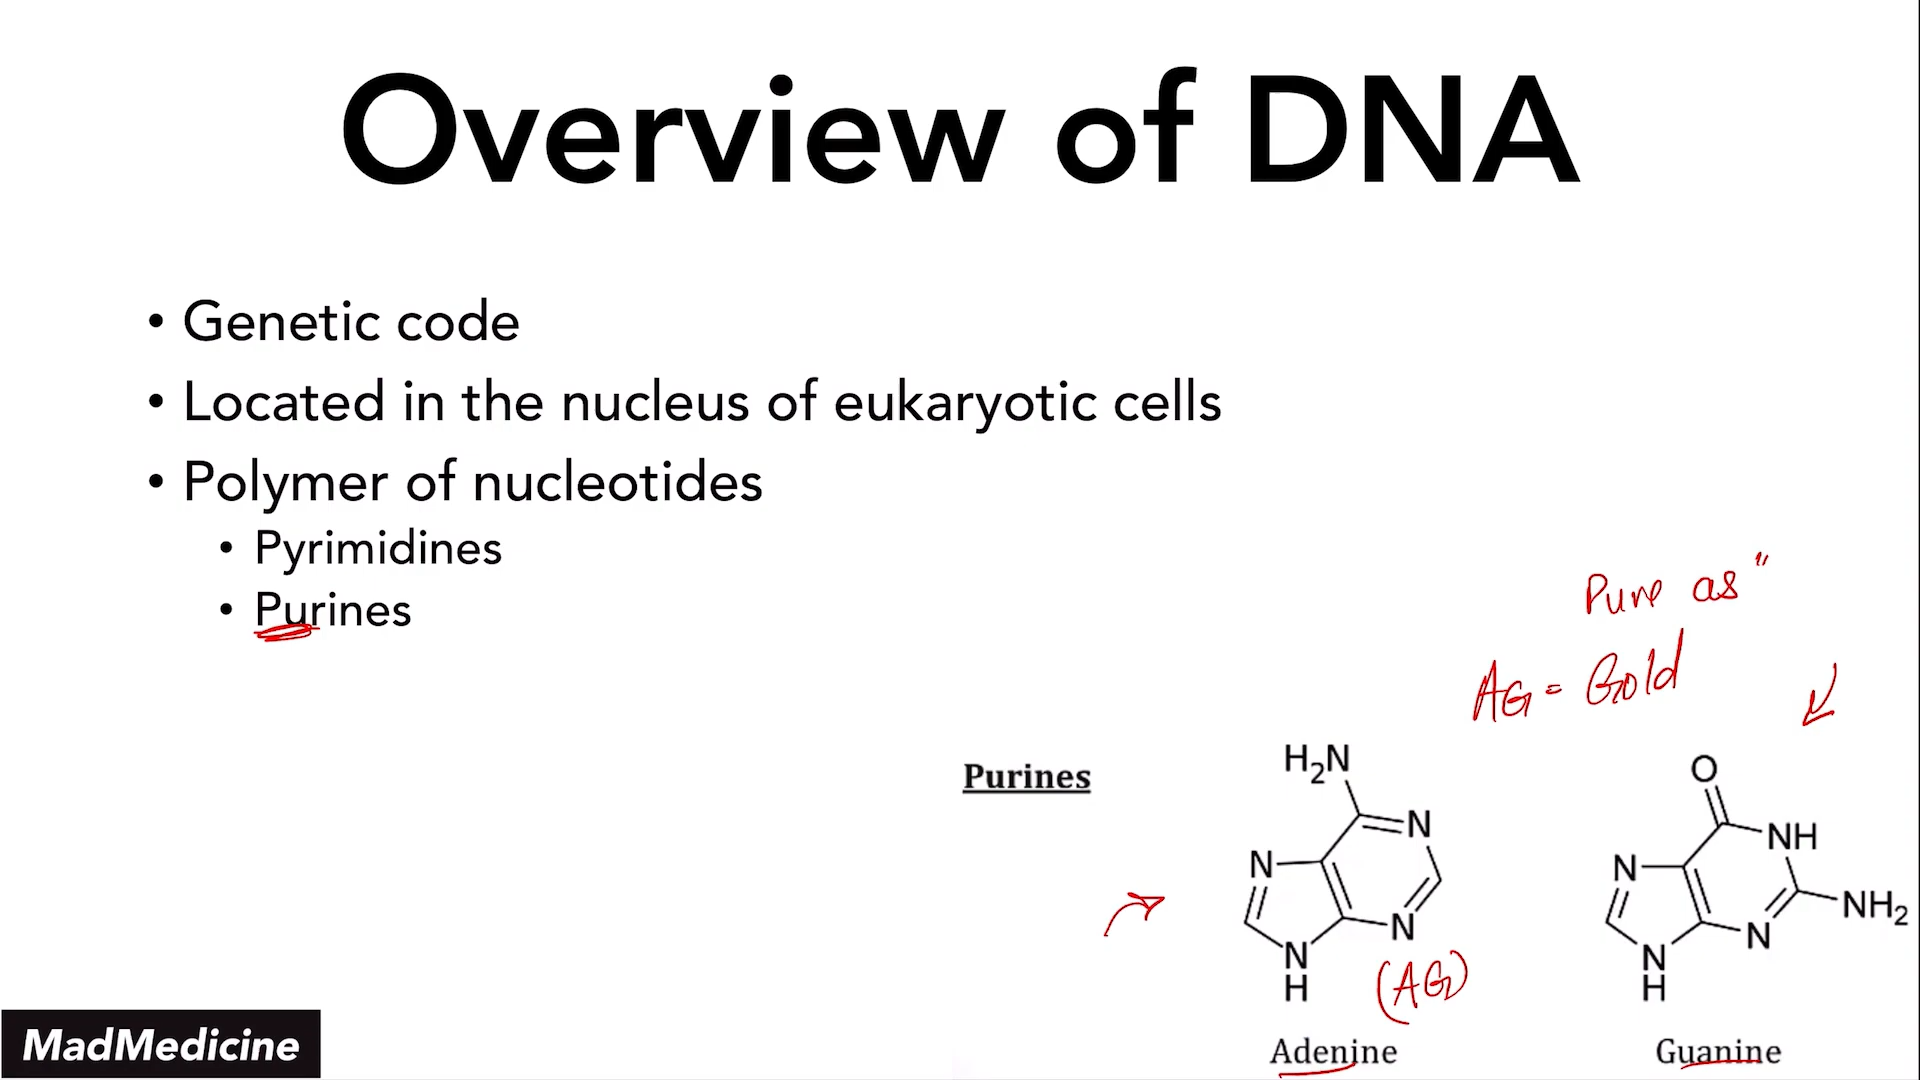 Overview of DNA
• Genetic code
• Located in the nucleus of eukaryotic cells
• Polymer of nucleotides
• Pyrimidines
• Purines
Pure as "
AG = Gold
Purines
H₂N
N
N
N
N
H
(AG)
Adenine
O
NH
N
NH₂
N
N
H
Guanine
MadMedicine